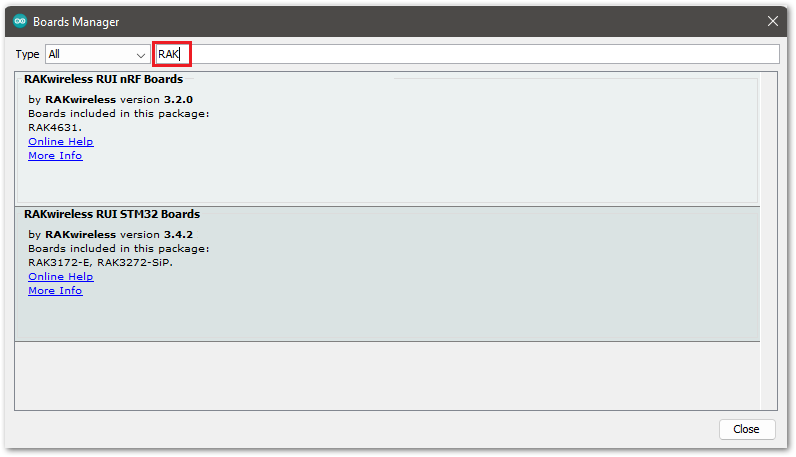 Boards Manager
Type All RAK
RAKwireless RUI nRF Boards
by RAKwireless version 3.2.0
Boards included in this package:
RAK4631.
Online Help
More Info
RAKwireless RUI STM32 Boards
by RAKwireless version 3.4.2
Boards included in this package:
RAK3172-E, RAK3272-SiP.
Online Help
More Info
Close